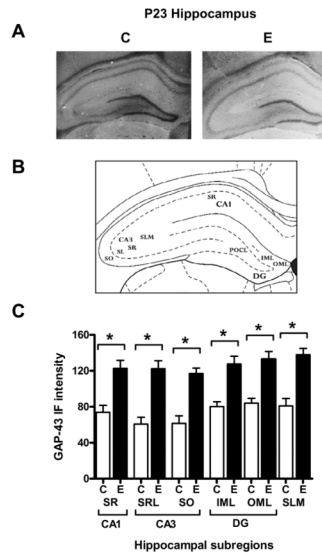 P23 Hippocampus
A
C E
B
SR
CA1
CA3 SLM
SR
SL
SO
POCL IML
OML
DG
C
GAP-43 IF intensity
160
120
80
40
0
* * * * * *
C E C E C E C E C E C E
SR SRL SO IML OML SLM
CA1 CA3 DG
Hippocampal subregions